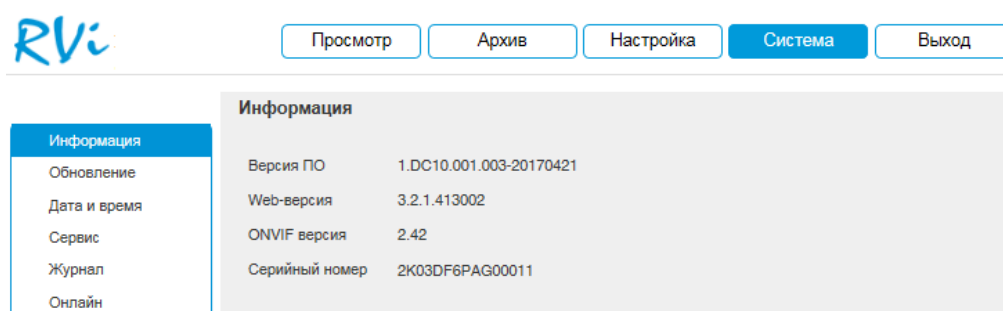 RVi
Просмотр Архив Настройка Система Выход
Информация
Информация
Обновление
Дата и время
Сервис
Журнал
Онлайн
Версия ПО 1.DC10.001.003-20170421
Web-версия 3.2.1.413002
ONVIF версия 2.42
Серийный номер 2K03DF6PAG00011